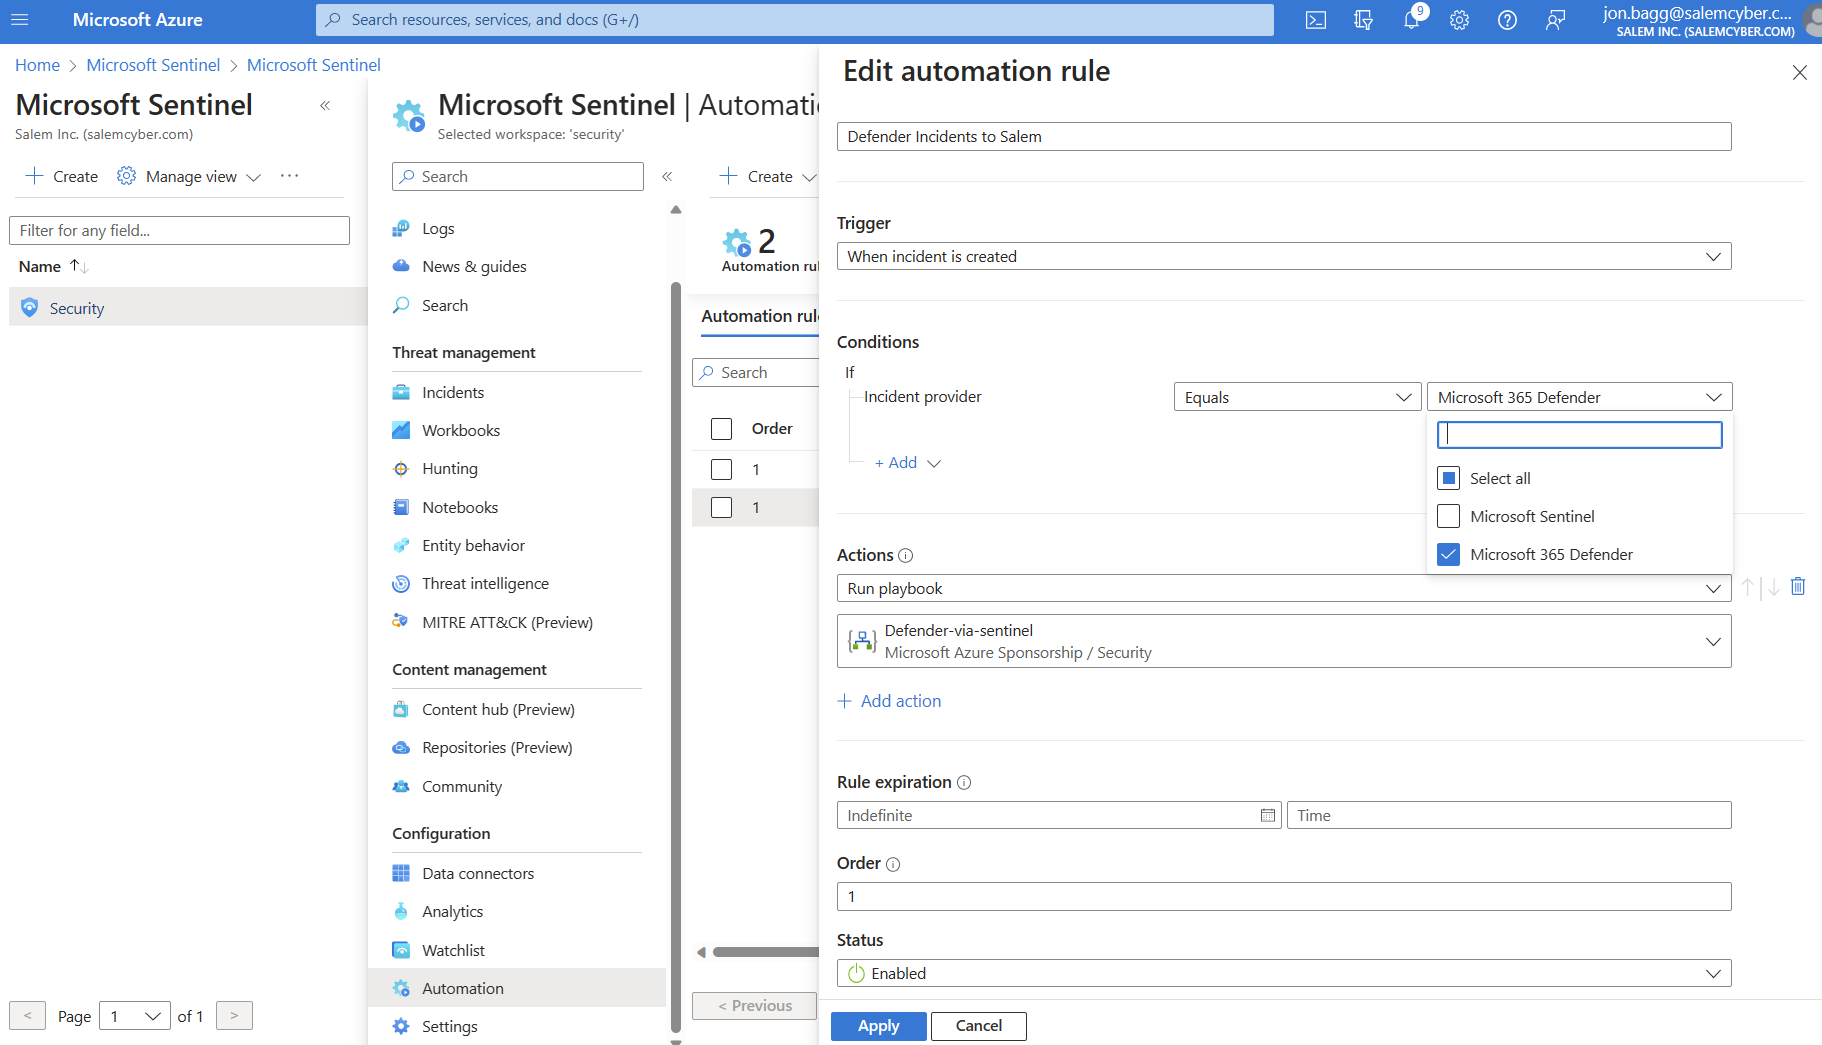 Microsoft Azure
Search resources, services, and docs (G+/)
9
jon.bagg@salemcyber.c...
SALEM INC. (SALEMCYBER.COM)
Home > Microsoft Sentinel > Microsoft Sentinel
Microsoft Sentinel
«
Salem Inc. (salemcyber.com)
+ Create
Manage view
...
Filter for any field...
Name ↑↓
Security
< Page 1 of 1 >
Microsoft Sentinel | Automatic
Selected workspace: 'security'
Search
«
Logs
News & guides
Search
Threat management
Incidents
Workbooks
Hunting
Notebooks
Entity behavior
Threat intelligence
MITRE ATT&CK (Preview)
Content management
Content hub (Preview)
Repositories (Preview)
Community
Configuration
Data connectors
Analytics
Watchlist
Automation
Settings
+ Create
2
Automation rul
Automation rule
Search
Order
1
1
< Previous
Edit automation rule
Defender Incidents to Salem
Trigger
When incident is created
Conditions
If
Incident provider
Equals
Microsoft 365 Defender
+ Add
Select all
Microsoft Sentinel
Microsoft 365 Defender
Actions
Run playbook
Defender-via-sentinel
Microsoft Azure Sponsorship / Security
+ Add action
Rule expiration
Indefinite
Time
Order
1
Status
Enabled
Apply
Cancel